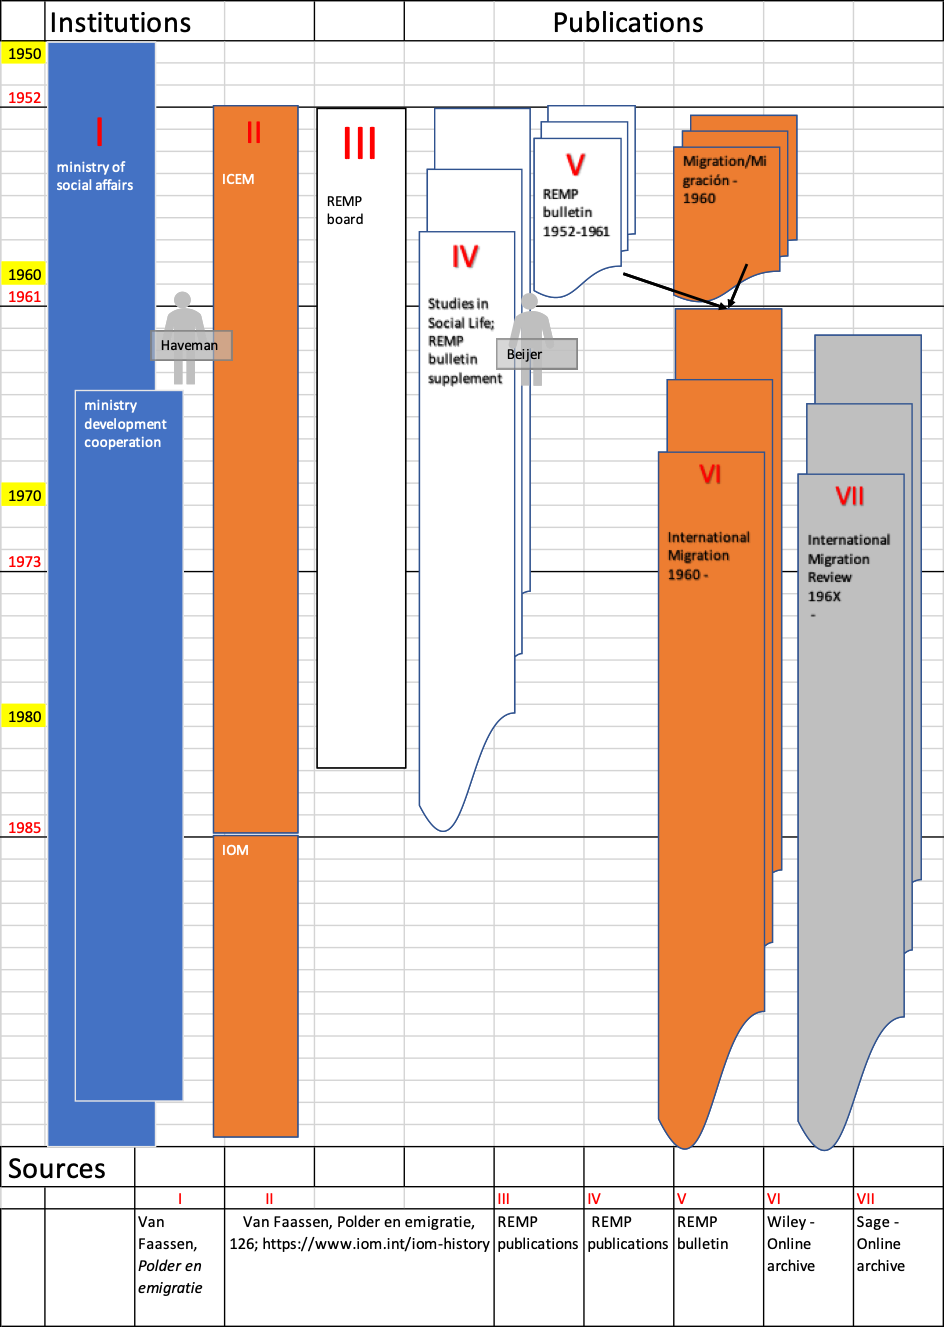 Institutions
Publications
1950
1952
1960
1961
1970
1973
1980
1985
I
ministry of
social affairs
Haveman
ministry
development
cooperation
II
ICEM
IOM
III
REMP
board
IV
Studies in
Social Life;
REMP
bulletin
supplement
Beijer
V
REMP
bulletin
1952-1961
Migration/Mi
gración -
1960
VI
International
Migration
1960 -
VII
International
Migration
Review
196X
-
Sources
I
II
III
IV
V
VI
VII
Van
Faassen,
Polder en
emigratie
Van Faassen, Polder en emigratie,
126; https://www.iom.int/iom-history
REMP
publications
REMP
publications
REMP
bulletin
Wiley -
Online
archive
Sage -
Online
archive